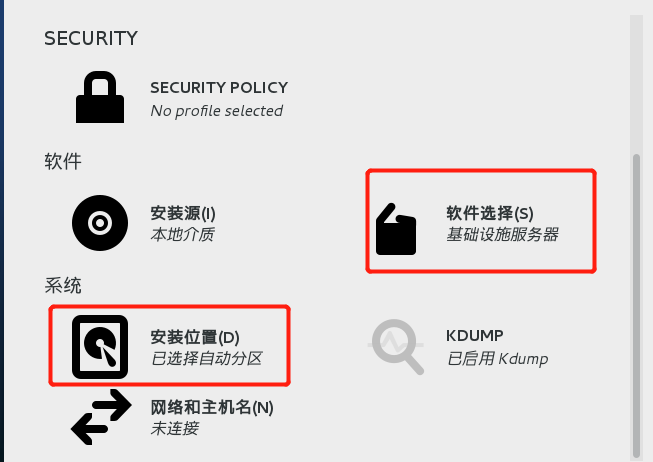 SECURITY
SECURITY POLICY
No profile selected
软件
安装源(I)
本地介质
软件选择(S)
基础设施服务器
系统
安装位置(D)
已选择自动分区
KDUMP
已启用 Kdump
网络和主机名(N)
未连接